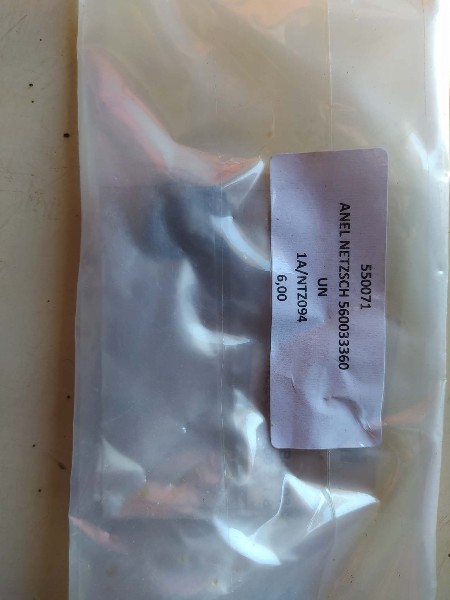 550071
ANEL NETZSCH 560033360
UN
1A/NTZ094
6,00